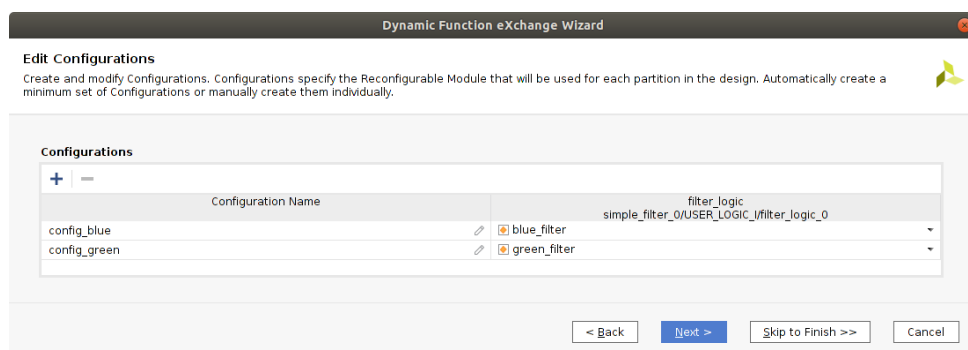 Dynamic Function eXchange Wizard
Edit Configurations
Create and modify Configurations. Configurations specify the Reconfigurable Module that will be used for each partition in the design. Automatically create a
minimum set of Configurations or manually create them individually.
Configurations
Configuration Name
filter_logic
simple_filter_0/USER_LOGIC_I/filter_logic_0
config_blue blue_filter
config_green green_filter
< Back Next > Skip to Finish >> Cancel